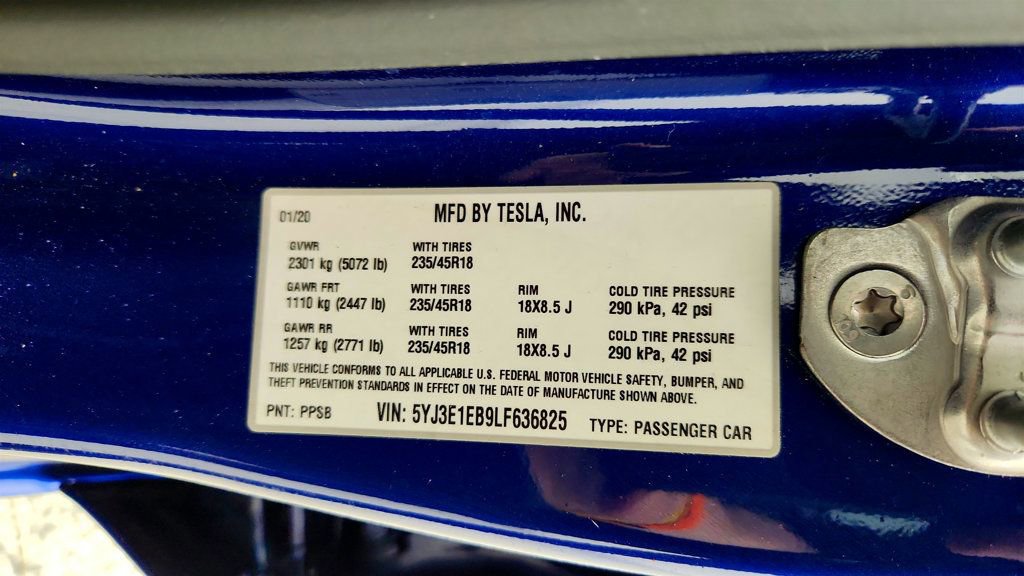 01/20 MFD BY TESLA, INC.
GVWR WITH TIRES
2301 kg (5072 lb) 235/45R18
GAWR FRT WITH TIRES RIM COLD TIRE PRESSURE
1110 kg (2447 lb) 235/45R18 18X8.5 J 290 kPa, 42 psi
GAWR RR WITH TIRES RIM COLD TIRE PRESSURE
1257 kg (2771 lb) 235/45R18 18X8.5 J 290 kPa, 42 psi
THIS VEHICLE CONFORMS TO ALL APPLICABLE U.S. FEDERAL MOTOR VEHICLE SAFETY, BUMPER, AND
THEFT PREVENTION STANDARDS IN EFFECT ON THE DATE OF MANUFACTURE SHOWN ABOVE.
PNT: PPSB VIN: 5YJ3E1EB9LF636825 TYPE: PASSENGER CAR